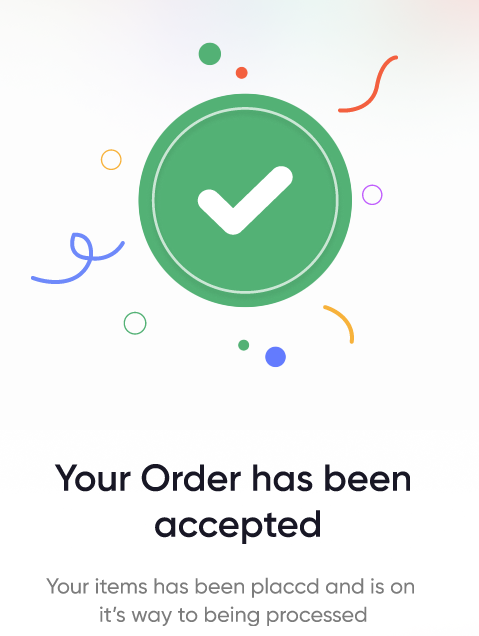 Your Order has been
accepted
Your items has been placcd and is on
it’s way to being processed